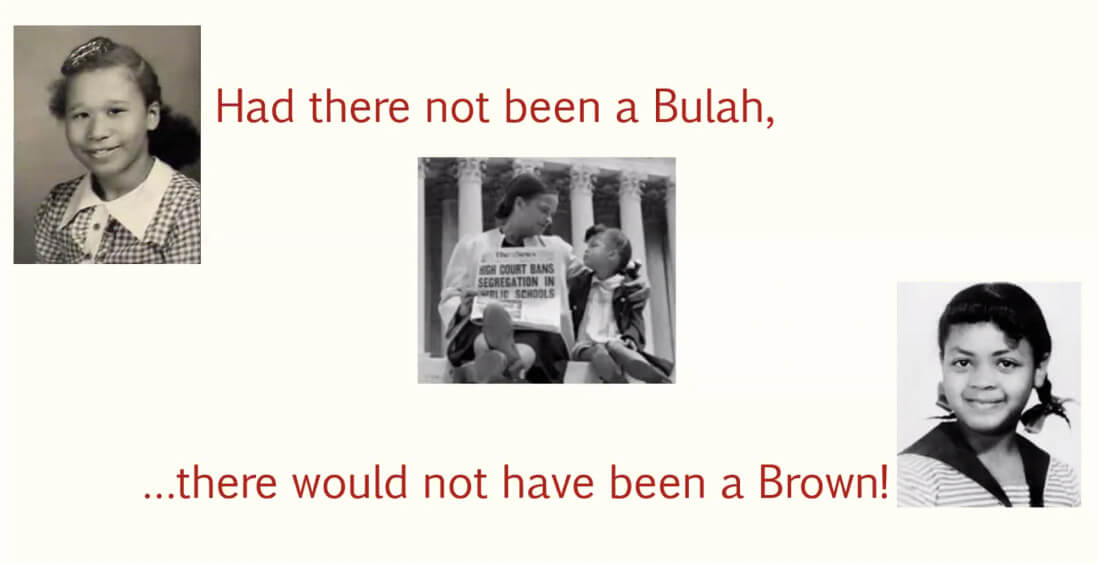 Had there not been a Bulah,
The News
HIGH COURT BANS
SEGREGATION IN
PUBLIC SCHOOLS
...there would not have been a Brown!